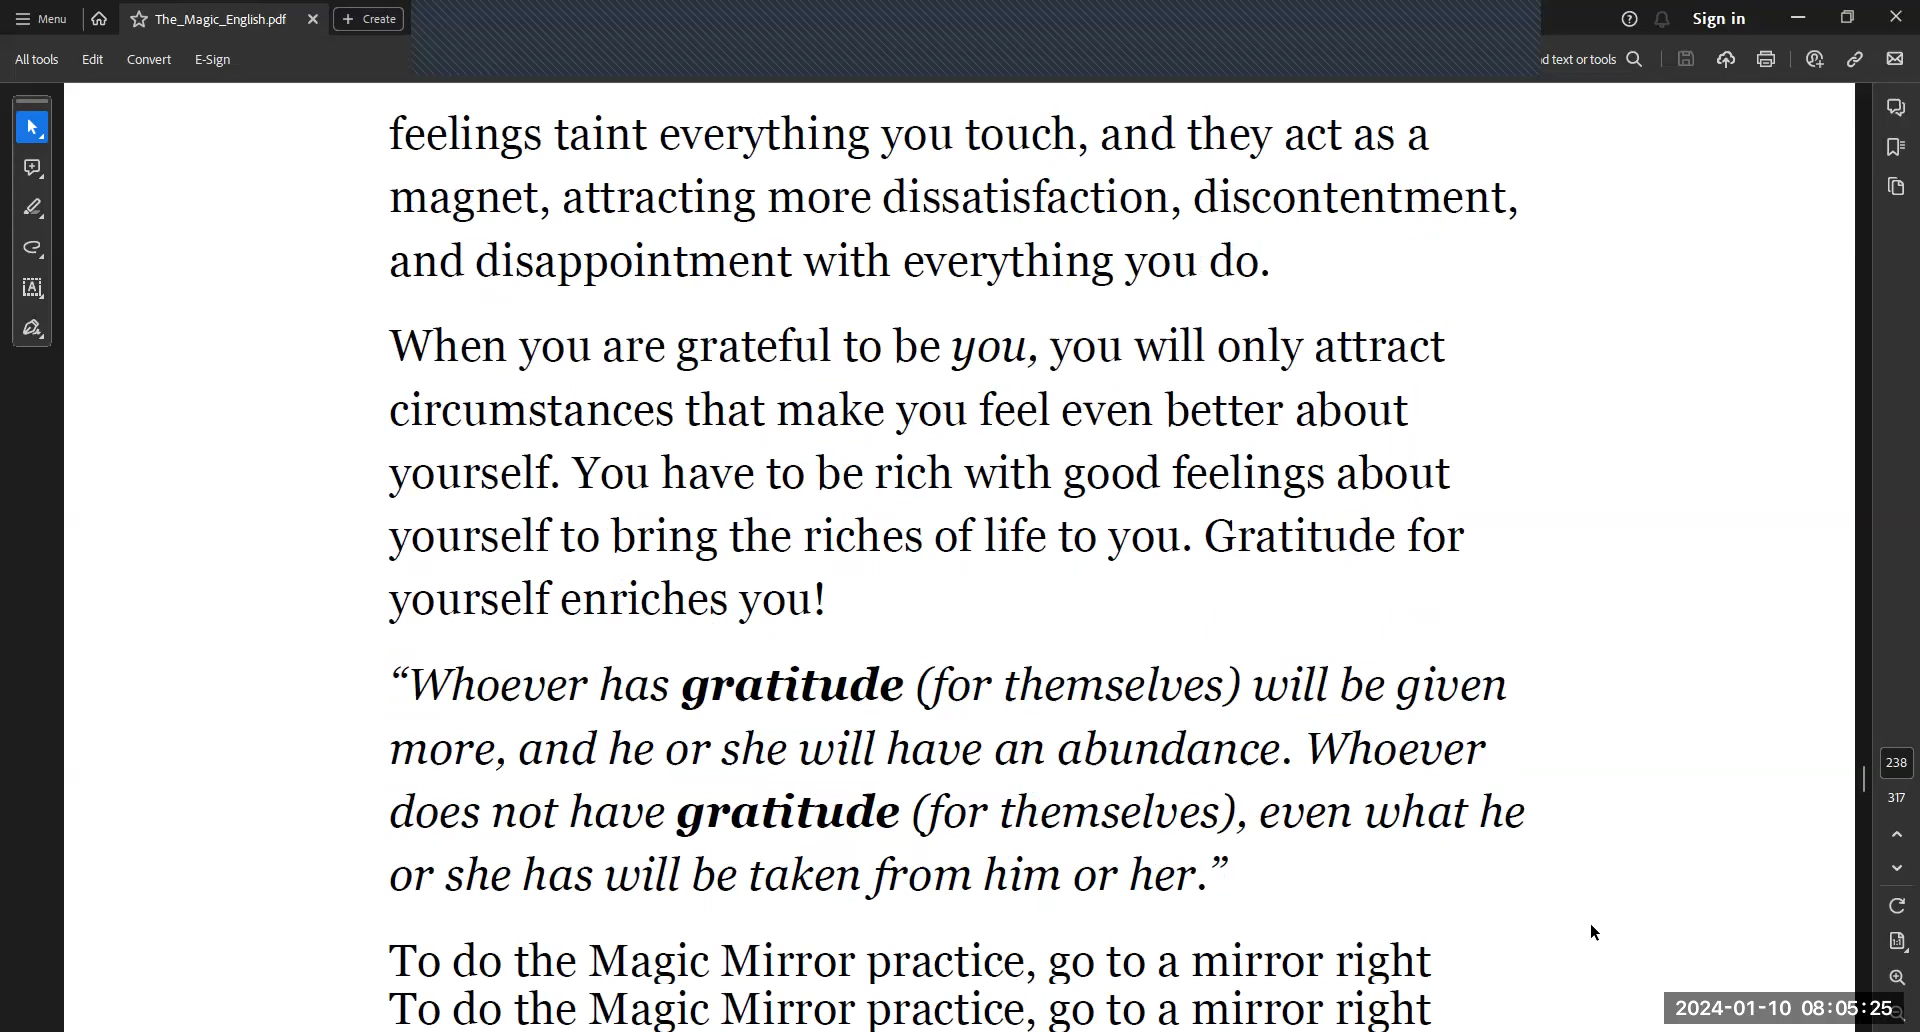 Menu
The_Magic_English.pdf
Create
Sign in
All tools
Edit
Convert
E-Sign
d text or tools
feelings taint everything you touch, and they act as a
magnet, attracting more dissatisfaction, discontentment,
and disappointment with everything you do.
When you are grateful to be you, you will only attract
circumstances that make you feel even better about
yourself. You have to be rich with good feelings about
yourself to bring the riches of life to you. Gratitude for
yourself enriches you!
“Whoever has gratitude (for themselves) will be given
more, and he or she will have an abundance. Whoever
does not have gratitude (for themselves), even what he
or she has will be taken from him or her.”
To do the Magic Mirror practice, go to a mirror right
To do the Magic Mirror practice, go to a mirror right
238
317
2024-01-10 08:05:25